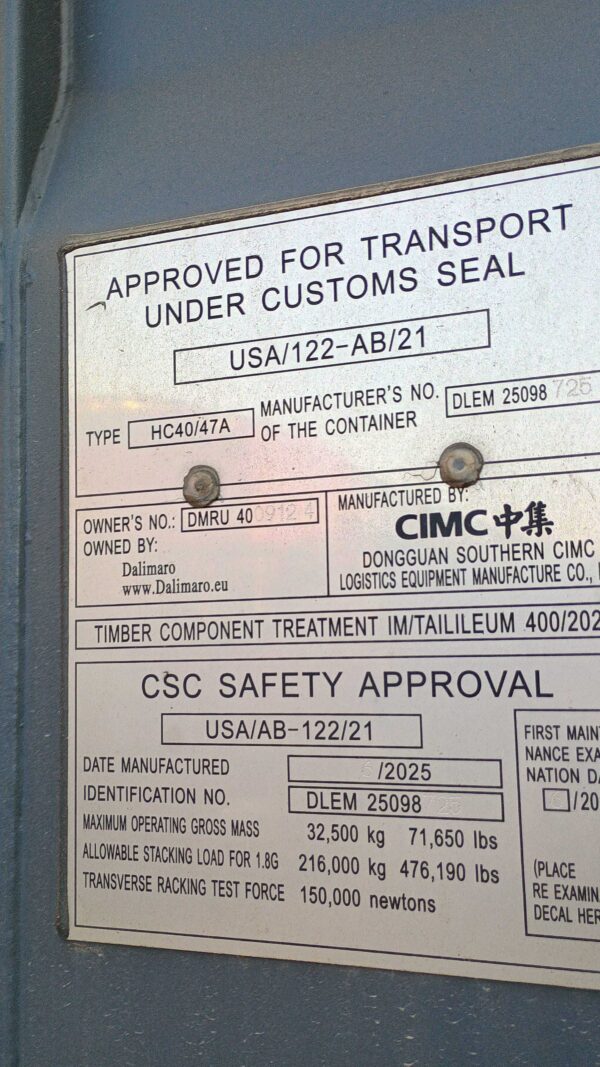 APPROVED FOR TRANSPORT
UNDER CUSTOMS SEAL
USA/122-AB/21
TYPE HC40/47A MANUFACTURER'S NO. OF THE CONTAINER DLEM 25098 725
OWNER'S NO.: DMRU 40 0912 4
OWNED BY:
Dalimaro
www.Dalimaro.eu
MANUFACTURED BY:
CIMC 中集
DONGGUAN SOUTHERN CIMC
LOGISTICS EQUIPMENT MANUFACTURE CO.,
TIMBER COMPONENT TREATMENT IM/TAILILEUM 400/202
CSC SAFETY APPROVAL
USA/AB-122/21
DATE MANUFACTURED /2025
IDENTIFICATION NO. DLEM 25098
MAXIMUM OPERATING GROSS MASS 32,500 kg 71,650 lbs
ALLOWABLE STACKING LOAD FOR 1.8G 216,000 kg 476,190 lbs
TRANSVERSE RACKING TEST FORCE 150,000 newtons
FIRST MAIN
NANCE EXA
NATION DA
/20
(PLACE
RE EXAMIN
DECAL HER